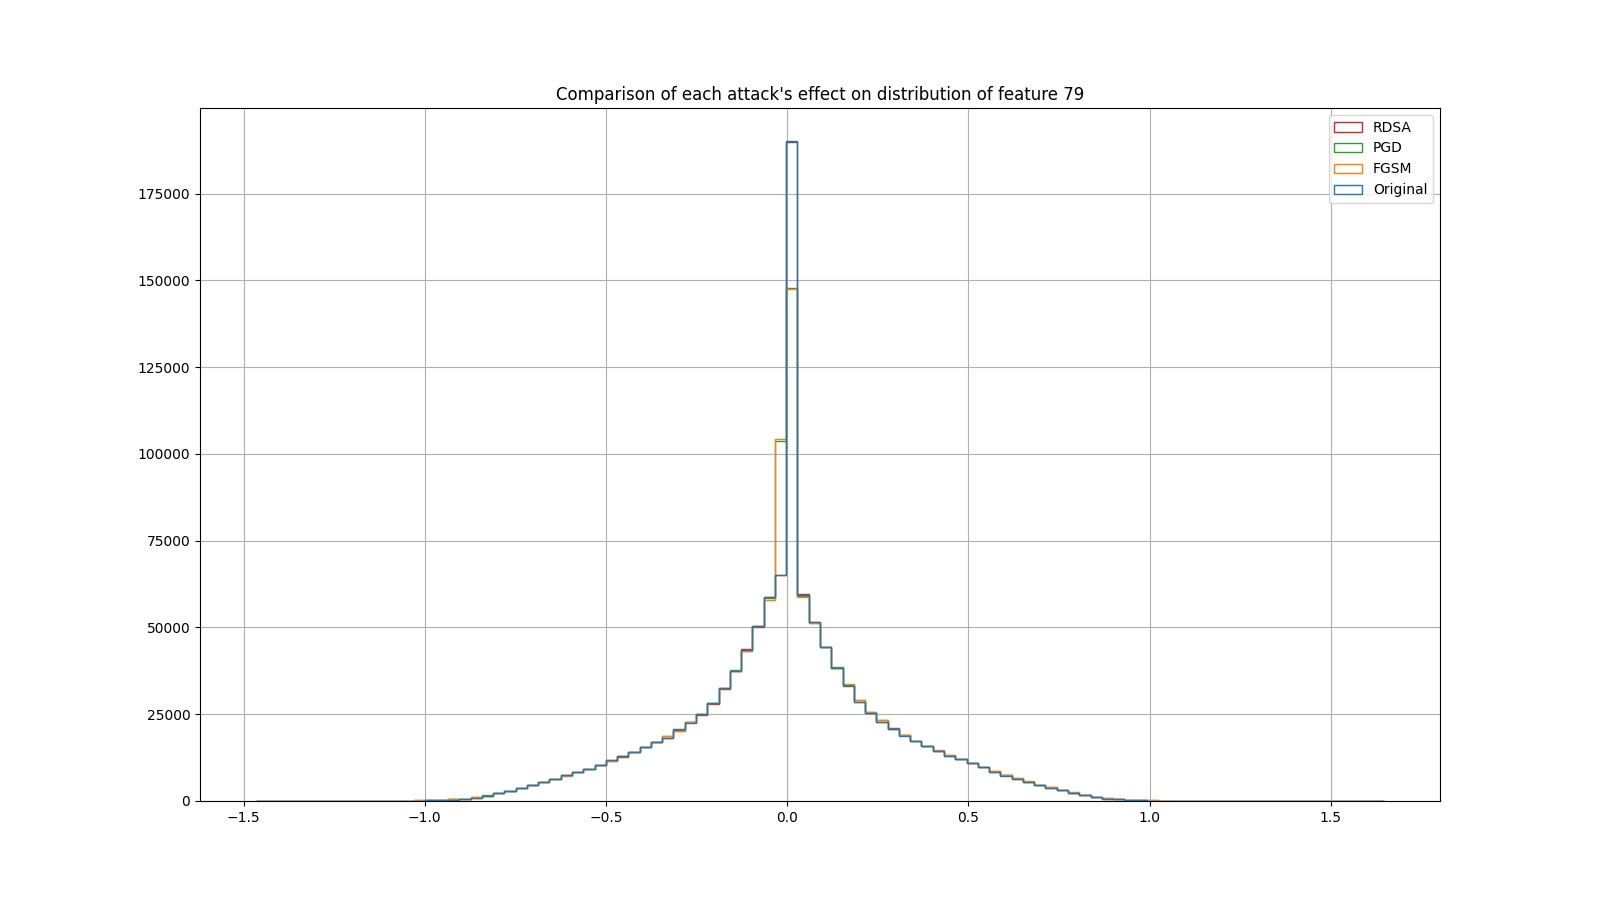 Comparison of each attack's effect on distribution of feature 79
RDSA
PGD
FGSM
Original
175000
150000
125000
100000
75000
50000
25000
0
−1.5 −1.0 −0.5 0.0 0.5 1.0 1.5